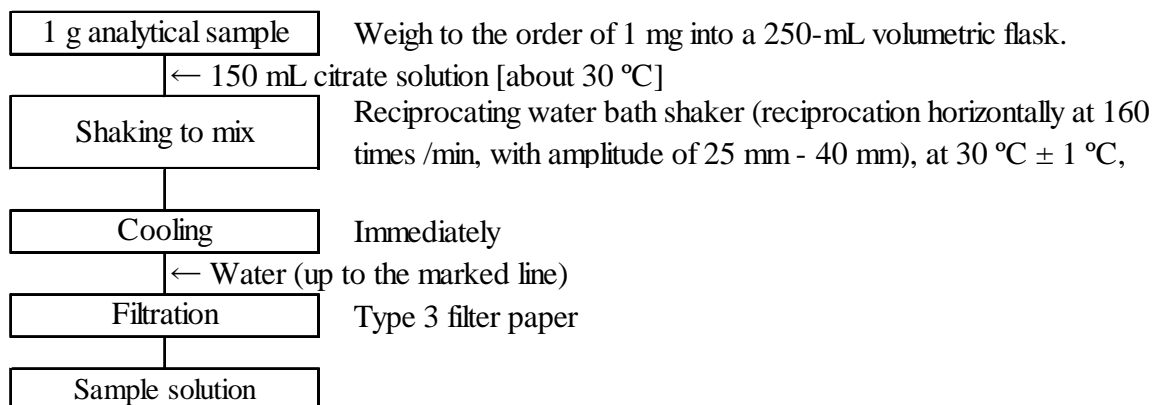 1 g analytical sample Weigh to the order of 1 mg into a 250-mL volumetric flask.
← 150 mL citrate solution [about 30 ºC]
Shaking to mix
Reciprocating water bath shaker (reciprocation horizontally at 160
times /min, with amplitude of 25 mm - 40 mm), at 30 ºC ± 1 ºC,
Cooling Immediately
← Water (up to the marked line)
Filtration Type 3 filter paper
Sample solution